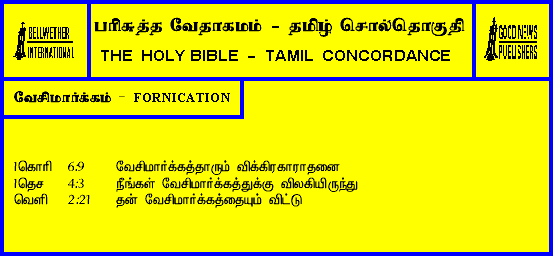 BELLWETHER
INTERNATIONAL
பரிசுத்த வேதாகமம் - தமிழ் சொல்தொகுதி
THE HOLY BIBLE - TAMIL CONCORDANCE
GOOD NEWS
PUBLISHERS
வேசிமார்க்கம் - FORNICATION
1கொரி 6:9 வேசிமார்க்கத்தாரும் விக்கிரகாராதனை
1தெச 4:3 நீங்கள் வேசிமார்க்கத்துக்கு விலகியிருந்து
வெளி 2:21 தன் வேசிமார்க்கத்தையும் விட்டு